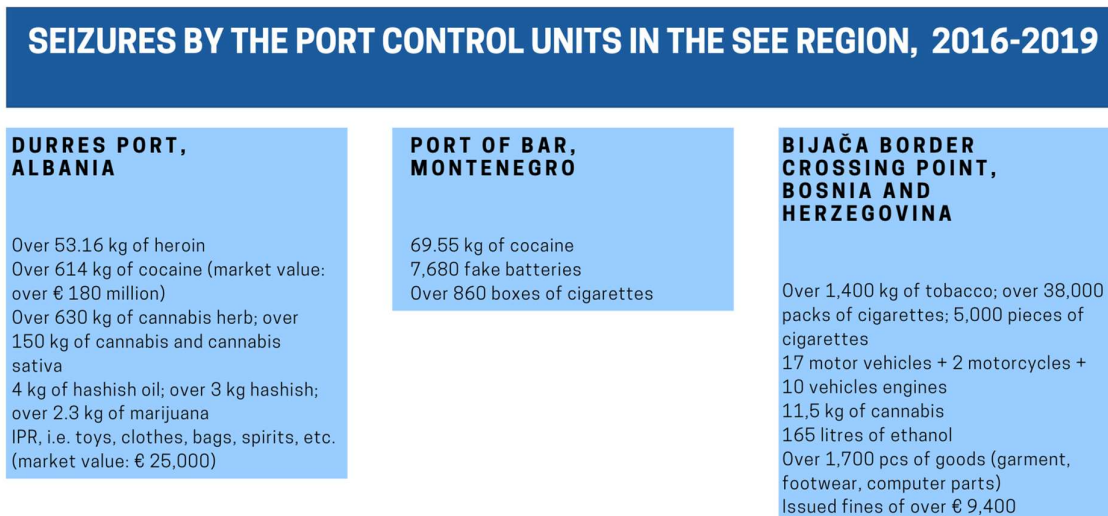 SEIZURES BY THE PORT CONTROL UNITS IN THE SEE REGION, 2016-2019
DURRES PORT,
ALBANIA
Over 53.16 kg of heroin
Over 614 kg of cocaine (market value:
over € 180 million)
Over 630 kg of cannabis herb; over
150 kg of cannabis and cannabis
sativa
4 kg of hashish oil; over 3 kg hashish;
over 2.3 kg of marijuana
IPR, i.e. toys, clothes, bags, spirits, etc.
(market value: € 25,000)
PORT OF BAR,
MONTENEGRO
69.55 kg of cocaine
7,680 fake batteries
Over 860 boxes of cigarettes
BIJAČA BORDER
CROSSING POINT,
BOSNIA AND
HERZEGOVINA
Over 1,400 kg of tobacco; over 38,000
packs of cigarettes; 5,000 pieces of
cigarettes
17 motor vehicles + 2 motorcycles +
10 vehicles engines
11,5 kg of cannabis
165 litres of ethanol
Over 1,700 pcs of goods (garment,
footwear, computer parts)
Issued fines of over € 9,400